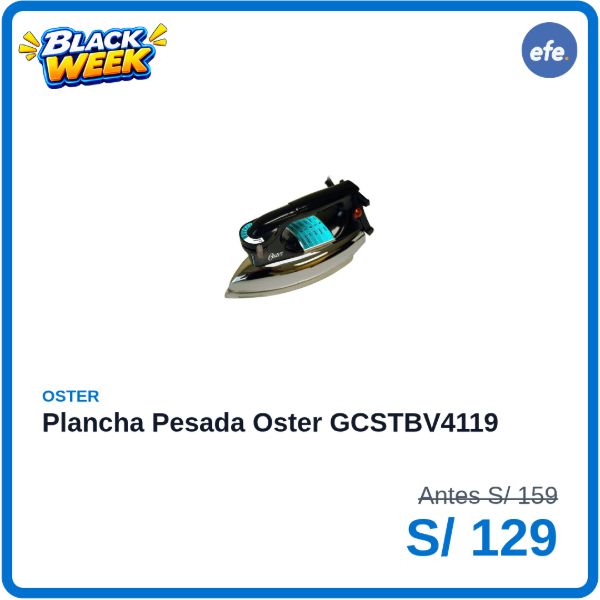 BLACK
WEEK
efe.
OSTER
Plancha Pesada Oster GCSTBV4119
Antes S/ 159
S/ 129